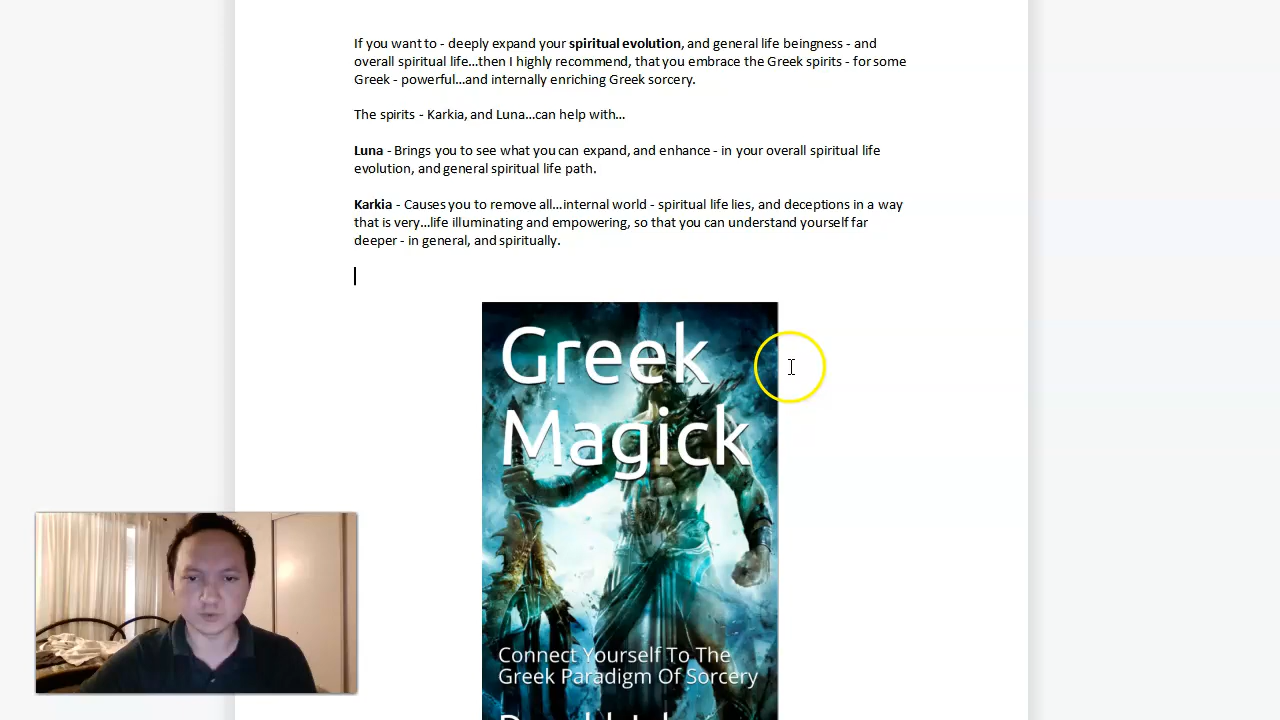 If you want to - deeply expand your spiritual evolution, and general life beingness - and
overall spiritual life...then I highly recommend, that you embrace the Greek spirits - for some
Greek - powerful...and internally enriching Greek sorcery.
The spirits - Karkia, and Luna...can help with...
Luna - Brings you to see what you can expand, and enhance - in your overall spiritual life
evolution, and general spiritual life path.
Karkia - Causes you to remove all...internal world - spiritual life lies, and deceptions in a way
that is very...life illuminating and empowering, so that you can understand yourself far
deeper - in general, and spiritually.
Greek
Magick
Connect Yourself To The
Greek Paradigm Of Sorcery